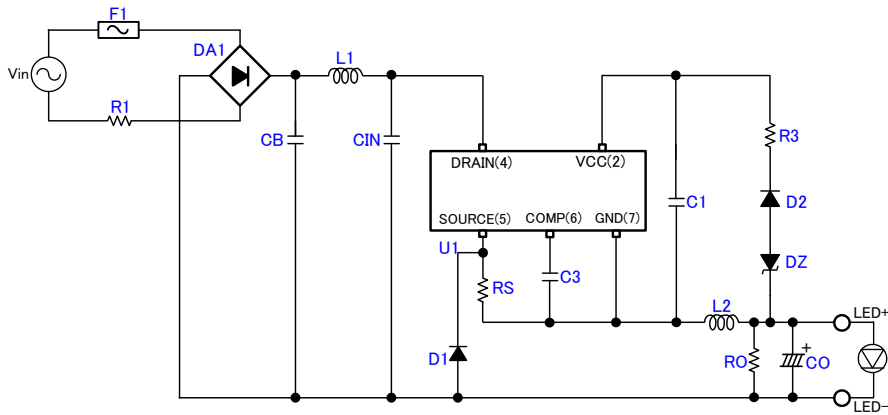 F1
DA1
L1
Vin
R1
CB
CIN
DRAIN(4)
VCC(2)
R3
C1
D2
SOURCE(5)
COMP(6)
GND(7)
U1
RS
C3
DZ
L2
LED+
D1
RO
+
CO
LED-